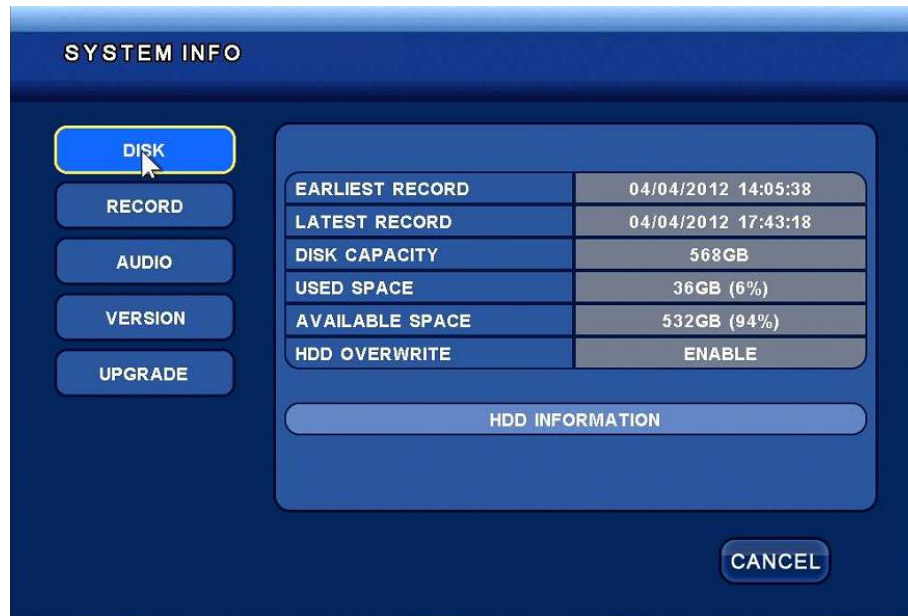 SYSTEM INFO
DISK
RECORD
AUDIO
VERSION
UPGRADE
EARLIEST RECORD 04/04/2012 14:05:38
LATEST RECORD 04/04/2012 17:43:18
DISK CAPACITY 568GB
USED SPACE 36GB (6%)
AVAILABLE SPACE 532GB (94%)
HDD OVERWRITE ENABLE
HDD INFORMATION
CANCEL